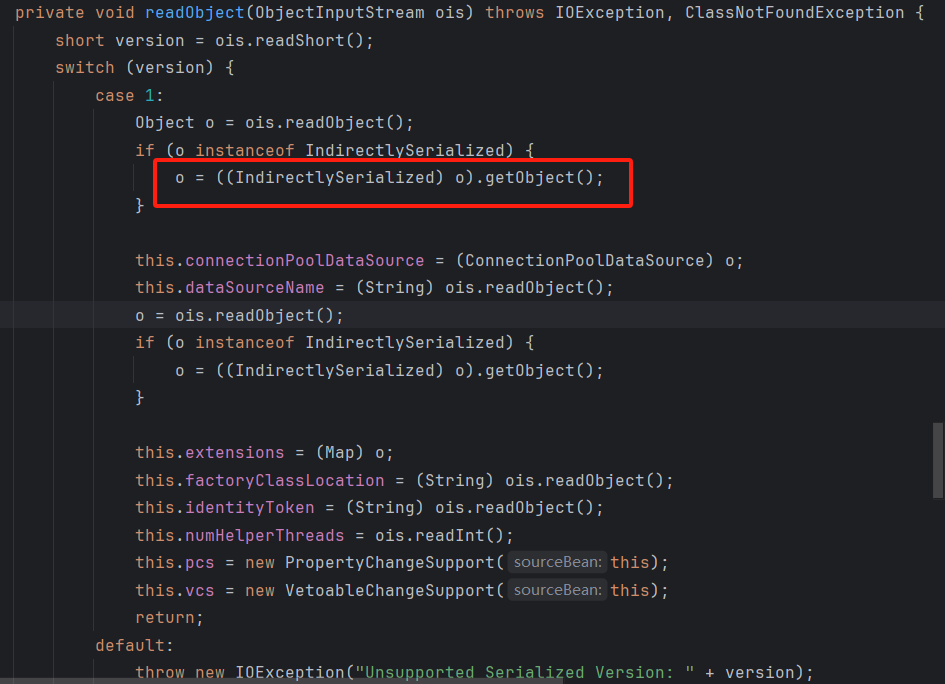 private void readObject(ObjectInputStream ois) throws IOException, ClassNotFoundException {
short version = ois.readShort();
switch (version) {
case 1:
Object o = ois.readObject();
if (o instanceof IndirectlySerialized) {
o = ((IndirectlySerialized) o).getObject();
}
this.connectionPoolDataSource = (ConnectionPoolDataSource) o;
this.dataSourceName = (String) ois.readObject();
o = ois.readObject();
if (o instanceof IndirectlySerialized) {
o = ((IndirectlySerialized) o).getObject();
}
this.extensions = (Map) o;
this.factoryClassLocation = (String) ois.readObject();
this.identityToken = (String) ois.readObject();
this.numHelperThreads = ois.readInt();
this.pcs = new PropertyChangeSupport( sourceBean: this);
this.vcs = new VetoableChangeSupport( sourceBean: this);
return;
default:
throw new IOException("Unsupported Serialized Version: " + version);